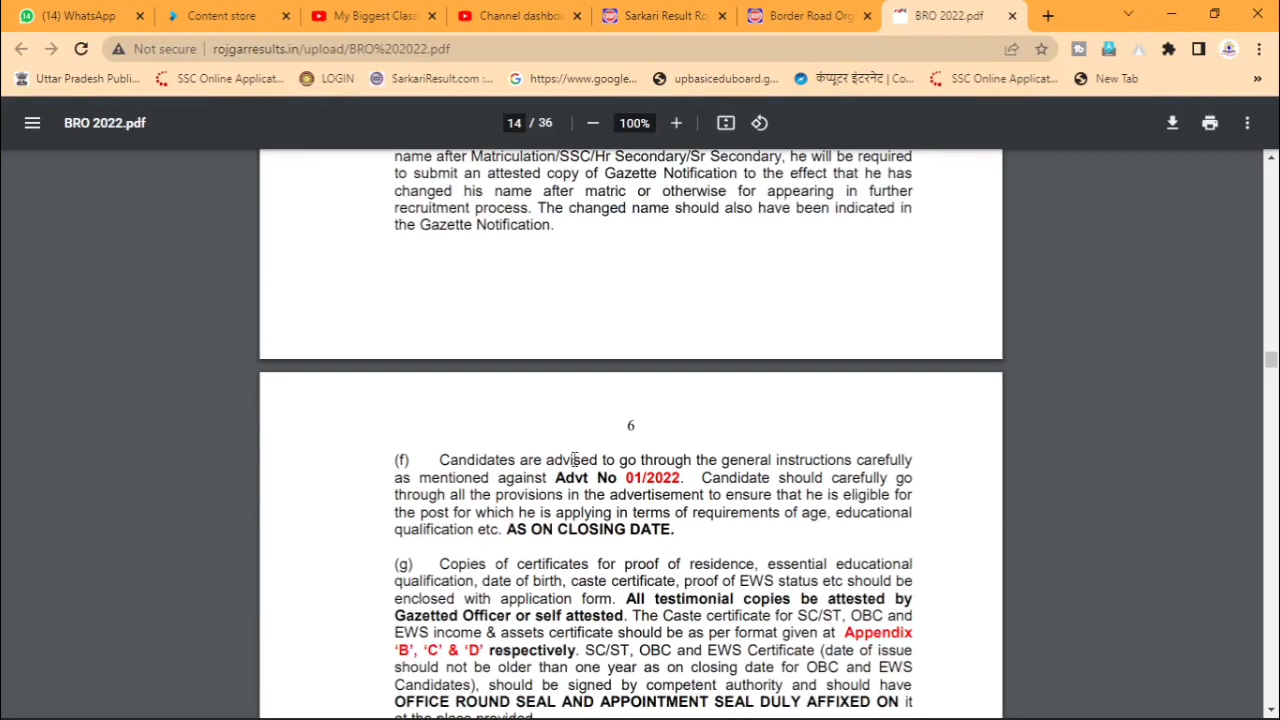 (14) WhatsApp
Content store
My Biggest Clas
Channel dashbo
Sarkari Result Ro
Border Road Org
BRO 2022.pdf
Not secure rojgarresults.in/upload/BRO%202022.pdf
Uttar Pradesh Publi...
SSC Online Applicat...
LOGIN
SarkariResult.com :...
https://www.google...
upbasiceduboard.g...
कंप्यूटर इंटरनेट | Co...
SSC Online Applicat...
New Tab
»
BRO 2022.pdf
14 / 36
100%
name after Matriculation/SSC/Hr Secondary/Sr Secondary, he will be required
to submit an attested copy of Gazette Notification to the effect that he has
changed his name after matric or otherwise for appearing in further
recruitment process. The changed name should also have been indicated in
the Gazette Notification.
6
(f) Candidates are advised to go through the general instructions carefully
as mentioned against Advt No 01/2022. Candidate should carefully go
through all the provisions in the advertisement to ensure that he is eligible for
the post for which he is applying in terms of requirements of age, educational
qualification etc. AS ON CLOSING DATE.
(g) Copies of certificates for proof of residence, essential educational
qualification, date of birth, caste certificate, proof of EWS status etc should be
enclosed with application form. All testimonial copies be attested by
Gazetted Officer or self attested. The Caste certificate for SC/ST, OBC and
EWS income & assets certificate should be as per format given at Appendix
'B', 'C' & 'D' respectively. SC/ST, OBC and EWS Certificate (date of issue
should not be older than one year as on closing date for OBC and EWS
Candidates), should be signed by competent authority and should have
OFFICE ROUND SEAL AND APPOINTMENT SEAL DULY AFFIXED ON it
at the place provided.